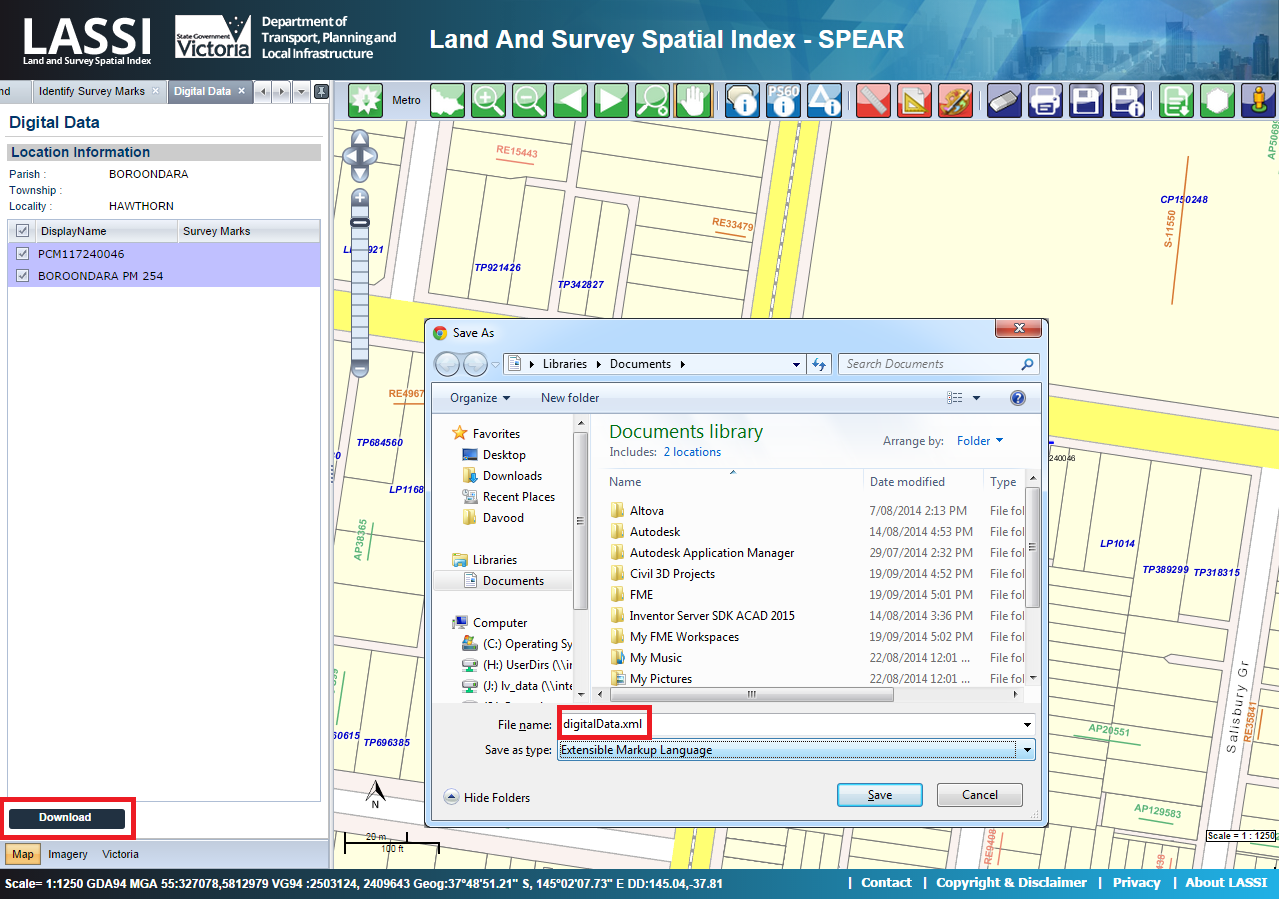 LASSI
Land and Survey Spatial Index
State Government
Victoria
Department of
Transport, Planning and
Local Infrastructure
Land And Survey Spatial Index - SPEAR
nd
Identify Survey Marks
Digital Data
Metro
PS60
Digital Data
Location Information
Parish : BOROONDARA
Township :
Locality : HAWTHORN
DisplayName Survey Marks
PCM117240046
BOROONDARA PM 254
Download
Map Imagery Victoria
RE15443
RE33479
TP921426
TP342827
CP150248
S-11550
RE4967
TP684560
LP1168
AP38365
TP696385
60615
240046
LP1014
TP389299
TP318315
Salisbury Gr
RE35841
AP20551
AP129583
N
20 m
100 ft
Scale = 1 : 1250
Save As
Libraries Documents
Search Documents
Organize New folder
Favorites
Desktop
Downloads
Recent Places
Davood
Libraries
Documents
Computer
(C:) Operating Sy
(H:) UserDirs (\\in
(J:) lv_data (\\inte
Documents library
Includes: 2 locations
Arrange by: Folder
Name Date modified Type
Altova 7/08/2014 2:13 PM File fol
Autodesk 14/08/2014 4:53 PM File fol
Autodesk Application Manager 29/07/2014 2:32 PM File fol
Civil 3D Projects 19/09/2014 4:52 PM File fol
FME 19/09/2014 5:01 PM File fol
Inventor Server SDK ACAD 2015 14/08/2014 3:36 PM File fol
My FME Workspaces 19/09/2014 5:02 PM File fol
My Music 22/08/2014 12:01 ... File fol
My Pictures 22/08/2014 12:01 ... File fol
File name: digitalData.xml
Save as type: Extensible Markup Language
Hide Folders
Save
Cancel
Scale= 1:1250 GDA94 MGA 55:327078,5812979 VG94 :2503124, 2409643 Geog:37°48'51.21" S, 145°02'07.73" E DD:145.04,-37.81
| Contact | Copyright & Disclaimer | Privacy | About LASSI